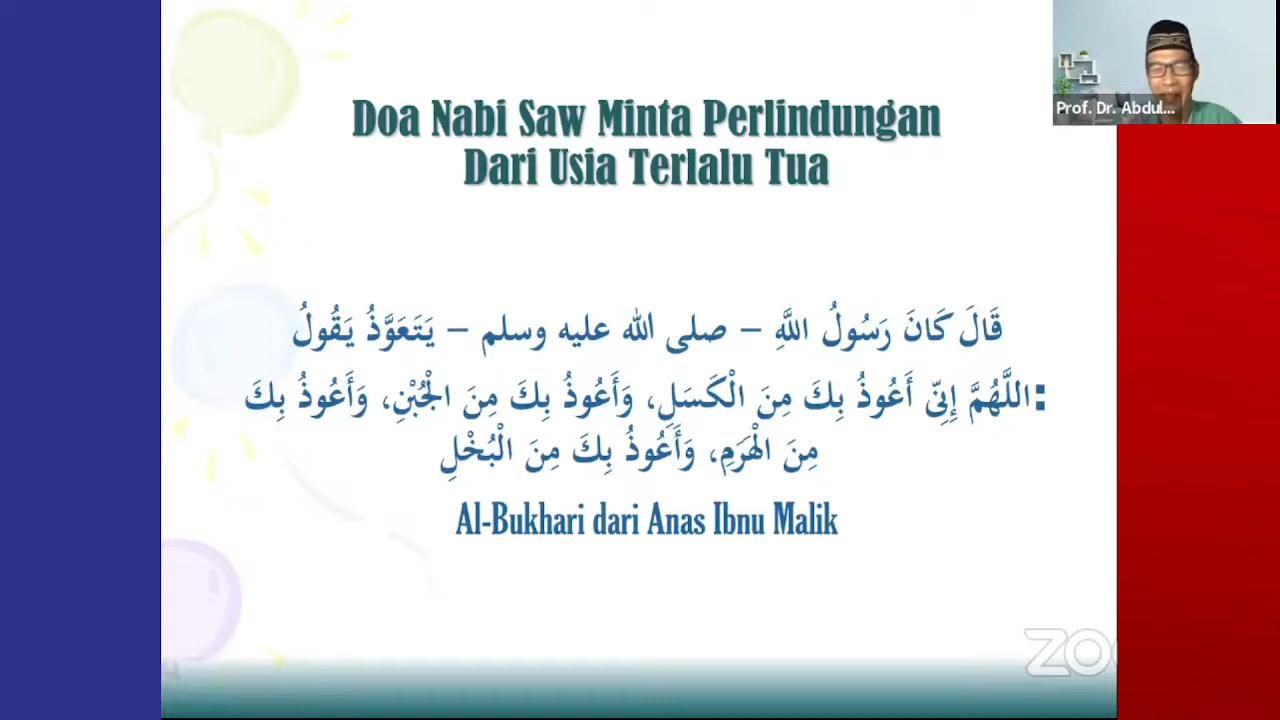 Prof. Dr. Abdul...
Doa Nabi Saw Minta Perlindungan
Dari Usia Terlalu Tua
قَالَ كَانَ رَسُولُ اللَّهِ – صلى الله عليه وسلم – يَتَعَوَّذُ يَقُولُ
:اللَّهُمَّ إِنِّى أَعُوذُ بِكَ مِنَ الْكَسَلِ، وَأَعُوذُ بِكَ مِنَ الْجُبْنِ، وَأَعُوذُ بِكَ
مِنَ الْهَرَمِ، وَأَعُوذُ بِكَ مِنَ الْبُخْلِ
Al-Bukhari dari Anas Ibnu Malik